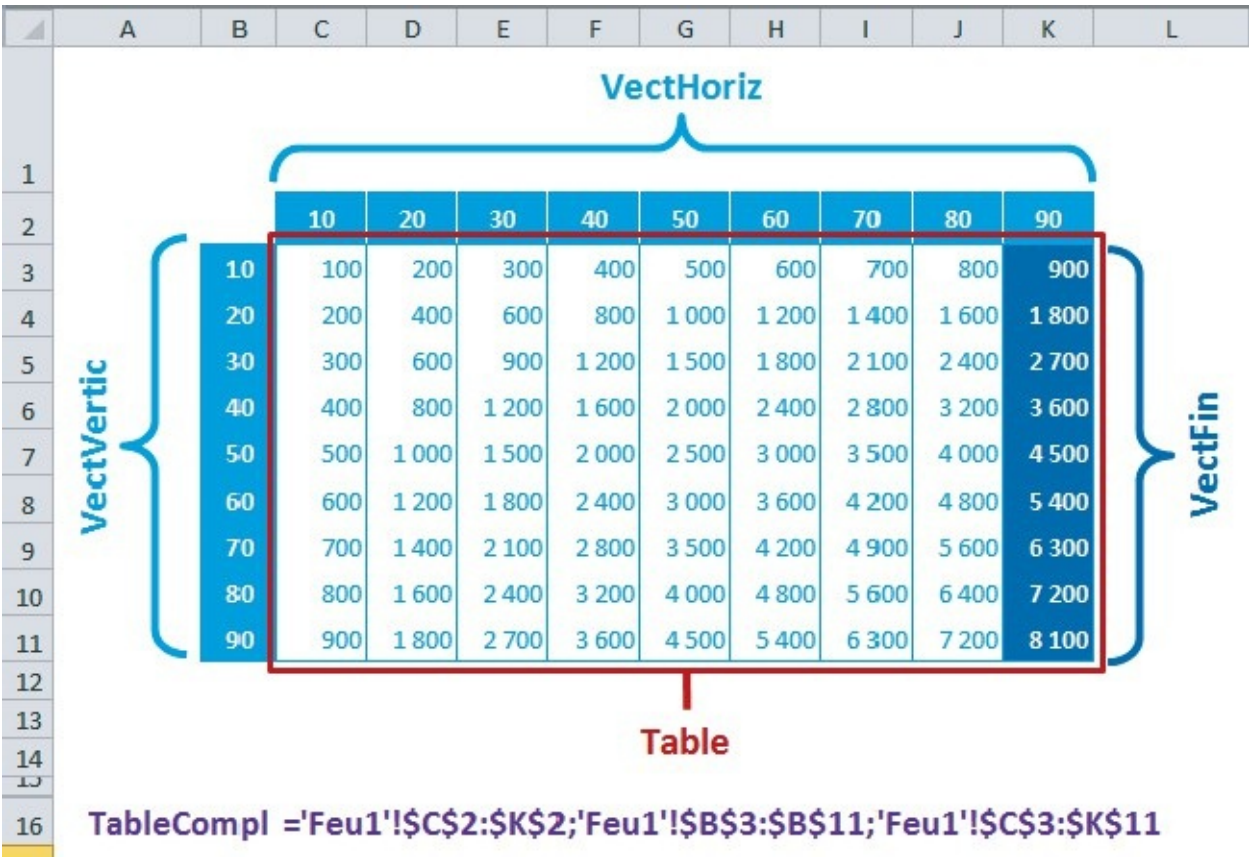 A B C D E F G H I J K L
VectHoriz
1
2 10 20 30 40 50 60 70 80 90
3 10 100 200 300 400 500 600 700 800 900
4 20 200 400 600 800 1 000 1 200 1 400 1 600 1 800
5 30 300 600 900 1 200 1 500 1 800 2 100 2 400 2 700
6 40 400 800 1 200 1 600 2 000 2 400 2 800 3 200 3 600
7 50 500 1 000 1 500 2 000 2 500 3 000 3 500 4 000 4 500
8 60 600 1 200 1 800 2 400 3 000 3 600 4 200 4 800 5 400
9 70 700 1 400 2 100 2 800 3 500 4 200 4 900 5 600 6 300
10 80 800 1 600 2 400 3 200 4 000 4 800 5 600 6 400 7 200
11 90 900 1 800 2 700 3 600 4 500 5 400 6 300 7 200 8 100
VectVertic
VectFin
12
13
Table
14
15
16 TableCompl ='Feu1'!$C$2:$K$2;'Feu1'!$B$3:$B$11;'Feu1'!$C$3:$K$11